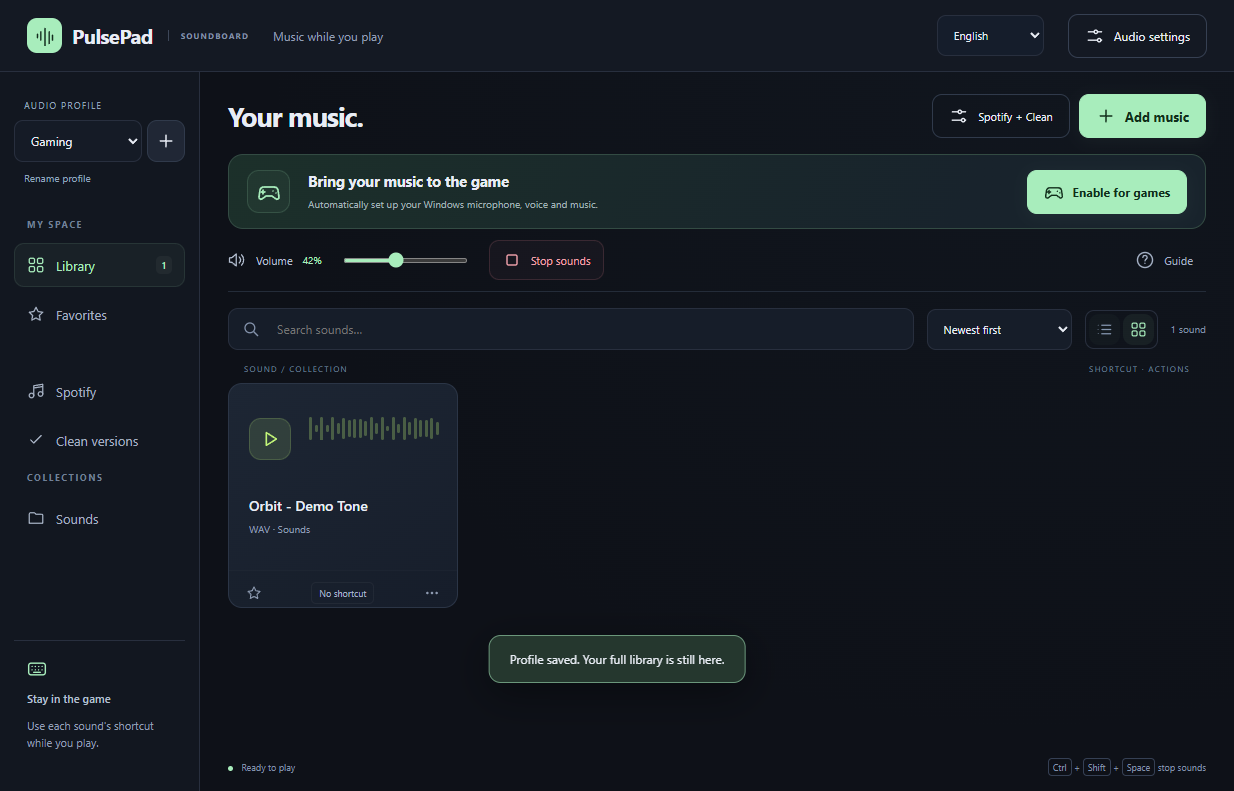 PulsePad
SOUNDBOARD
Music while you play
English
Audio settings
AUDIO PROFILE
Gaming
Rename profile
MY SPACE
Library
1
Favorites
Spotify
Clean versions
COLLECTIONS
Sounds
Stay in the game
Use each sound's shortcut
while you play.
Your music.
Spotify + Clean
Add music
Bring your music to the game
Automatically set up your Windows microphone, voice and music.
Enable for games
Volume 42%
Stop sounds
Guide
Search sounds...
Newest first
1 sound
SOUND / COLLECTION
SHORTCUT · ACTIONS
Orbit - Demo Tone
WAV · Sounds
No shortcut
Profile saved. Your full library is still here.
Ready to play
Ctrl + Shift + Space stop sounds